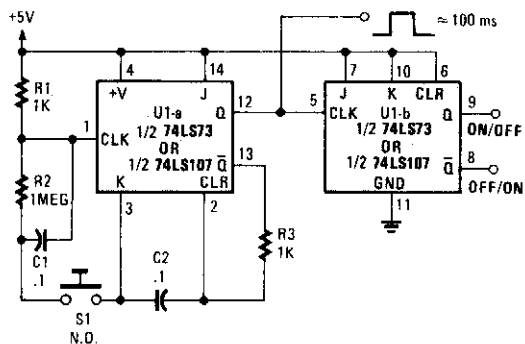 +5V
≈ 100 ms
R1
1K
4
14
+V
J
U1-a
1/2 74LS73
OR
1/2 74LS107
1
CLK
Q
12
Q̅
13
K
CLR
3
2
R2
1MEG
C1
.1
C2
.1
R3
1K
S1
N.O.
7
10
6
J
K
CLR
U1-b
5
CLK
1/2 74LS73
OR
1/2 74LS107
GND
11
Q
9
ON/OFF
Q̅
8
OFF/ON